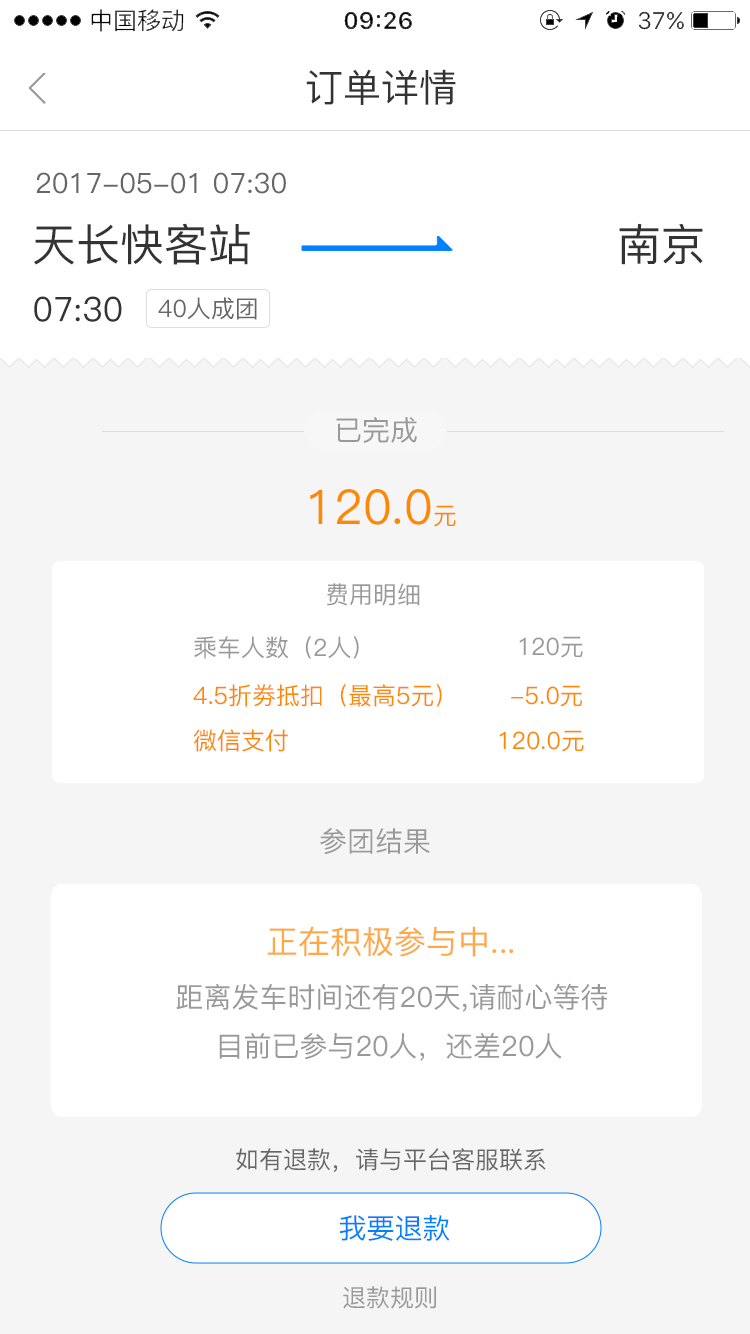 中国移动 09:26 37%
订单详情
2017-05-01 07:30
天长快客站 南京
07:30 40人成团
已完成
120.0元
费用明细
乘车人数（2人） 120元
4.5折券抵扣（最高5元） -5.0元
微信支付 120.0元
参团结果
正在积极参与中...
距离发车时间还有20天,请耐心等待
目前已参与20人，还差20人
如有退款，请与平台客服联系
我要退款
退款规则